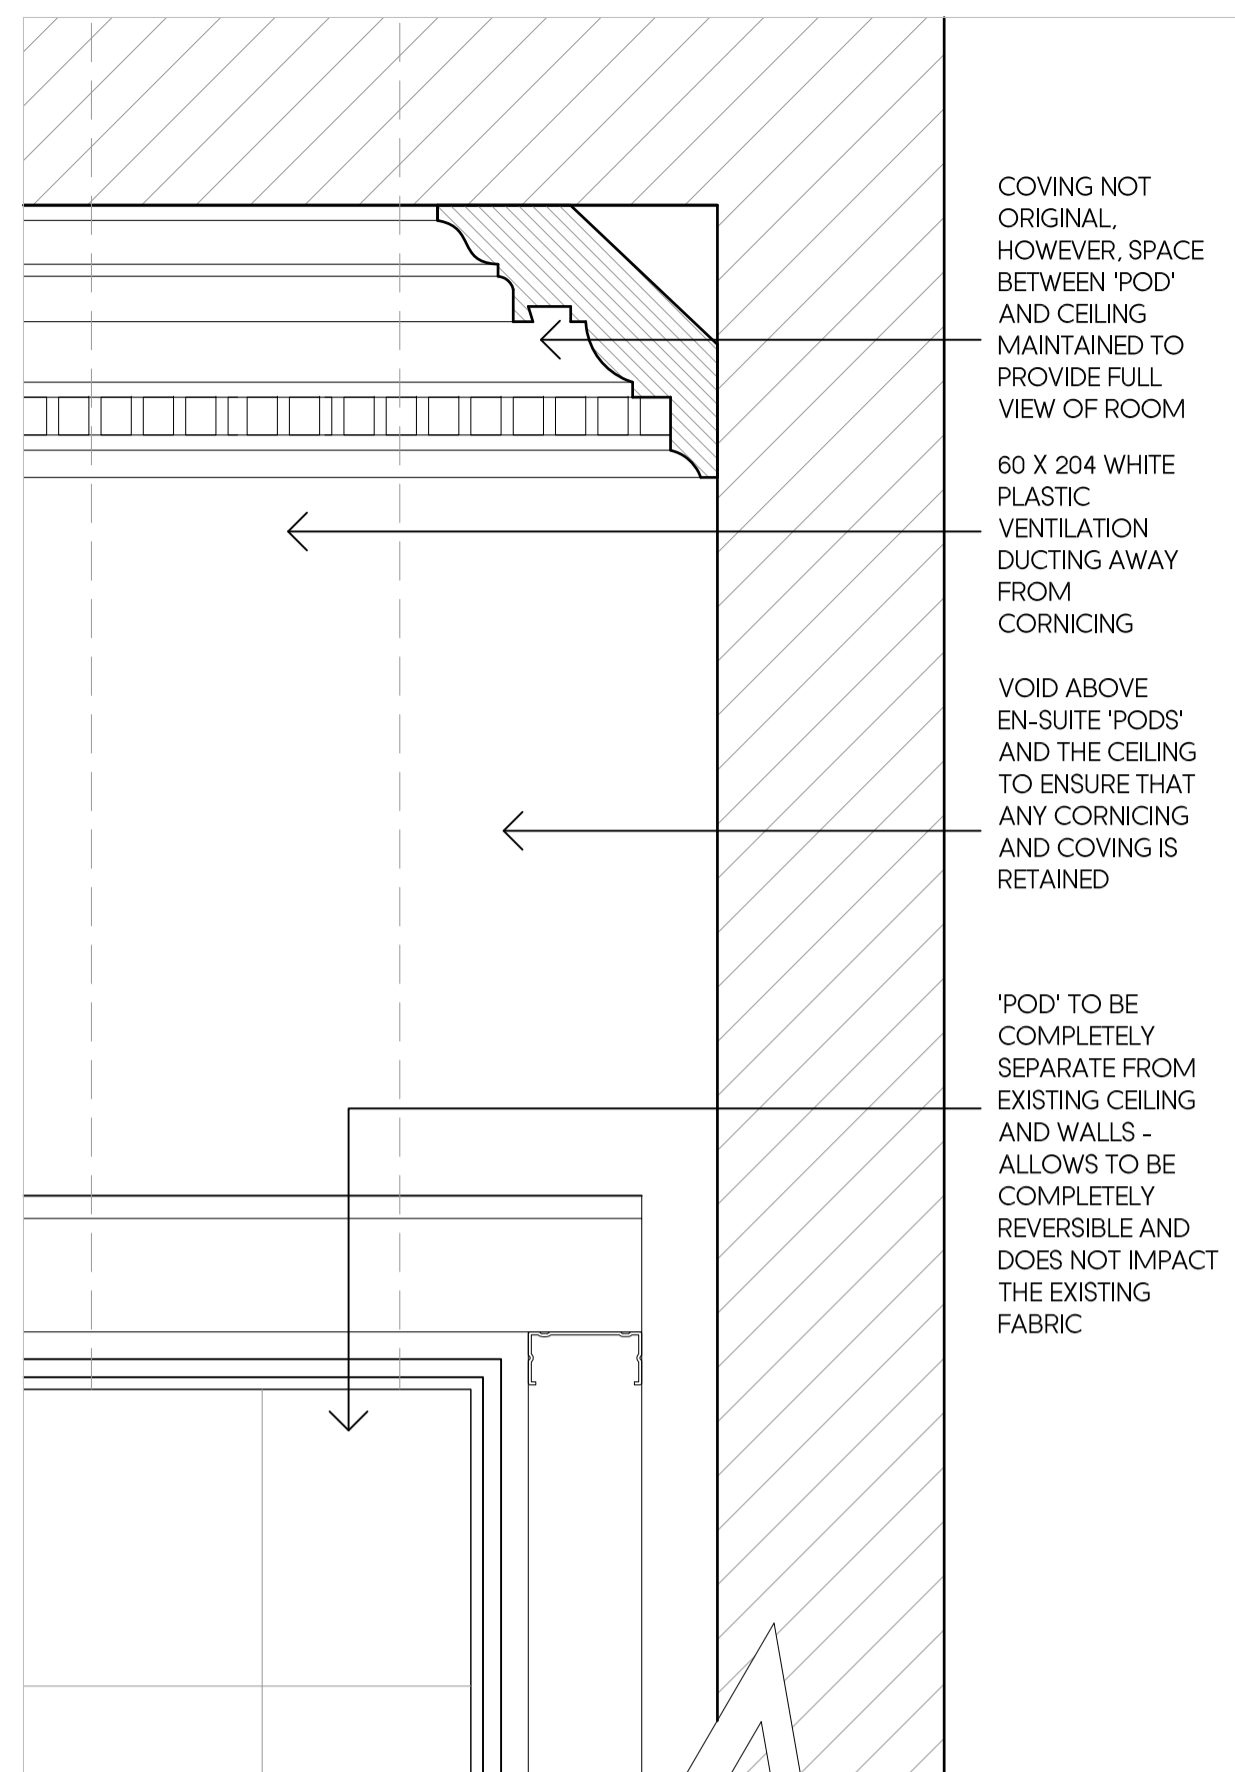 COVING NOT
ORIGINAL,
HOWEVER, SPACE
BETWEEN 'POD'
AND CEILING
MAINTAINED TO
PROVIDE FULL
VIEW OF ROOM
60 X 204 WHITE
PLASTIC
VENTILATION
DUCTING AWAY
FROM
CORNICING
VOID ABOVE
EN-SUITE 'PODS'
AND THE CEILING
TO ENSURE THAT
ANY CORNICING
AND COVING IS
RETAINED
'POD' TO BE
COMPLETELY
SEPARATE FROM
EXISTING CEILING
AND WALLS -
ALLOWS TO BE
COMPLETELY
REVERSIBLE AND
DOES NOT IMPACT
THE EXISTING
FABRIC